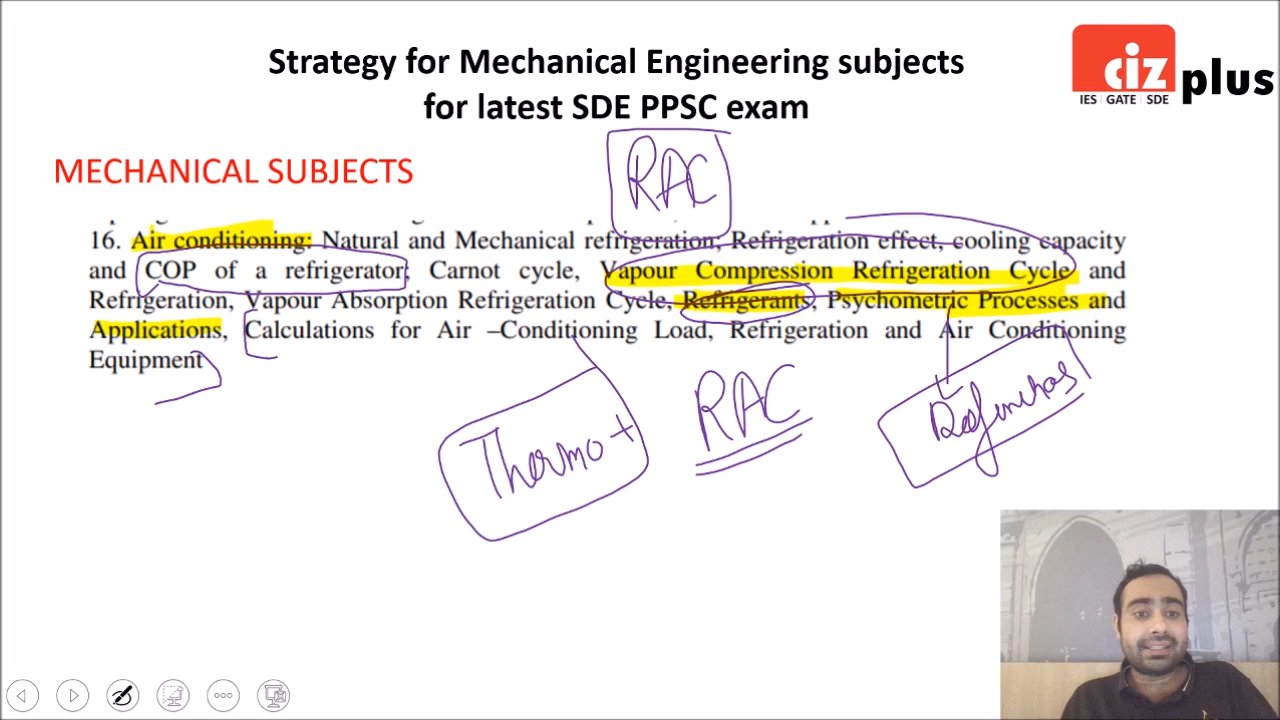 Strategy for Mechanical Engineering subjects
for latest SDE PPSC exam
ciz plus
IES | GATE | SDE
MECHANICAL SUBJECTS
RAC
16. Air conditioning: Natural and Mechanical refrigeration; Refrigeration effect, cooling capacity
and COP of a refrigerator; Carnot cycle, Vapour Compression Refrigeration Cycle and
Refrigeration, Vapour Absorption Refrigeration Cycle, Refrigerants, Psychometric Processes and
Applications, Calculations for Air –Conditioning Load, Refrigeration and Air Conditioning
Equipment
Thermo +
RAC